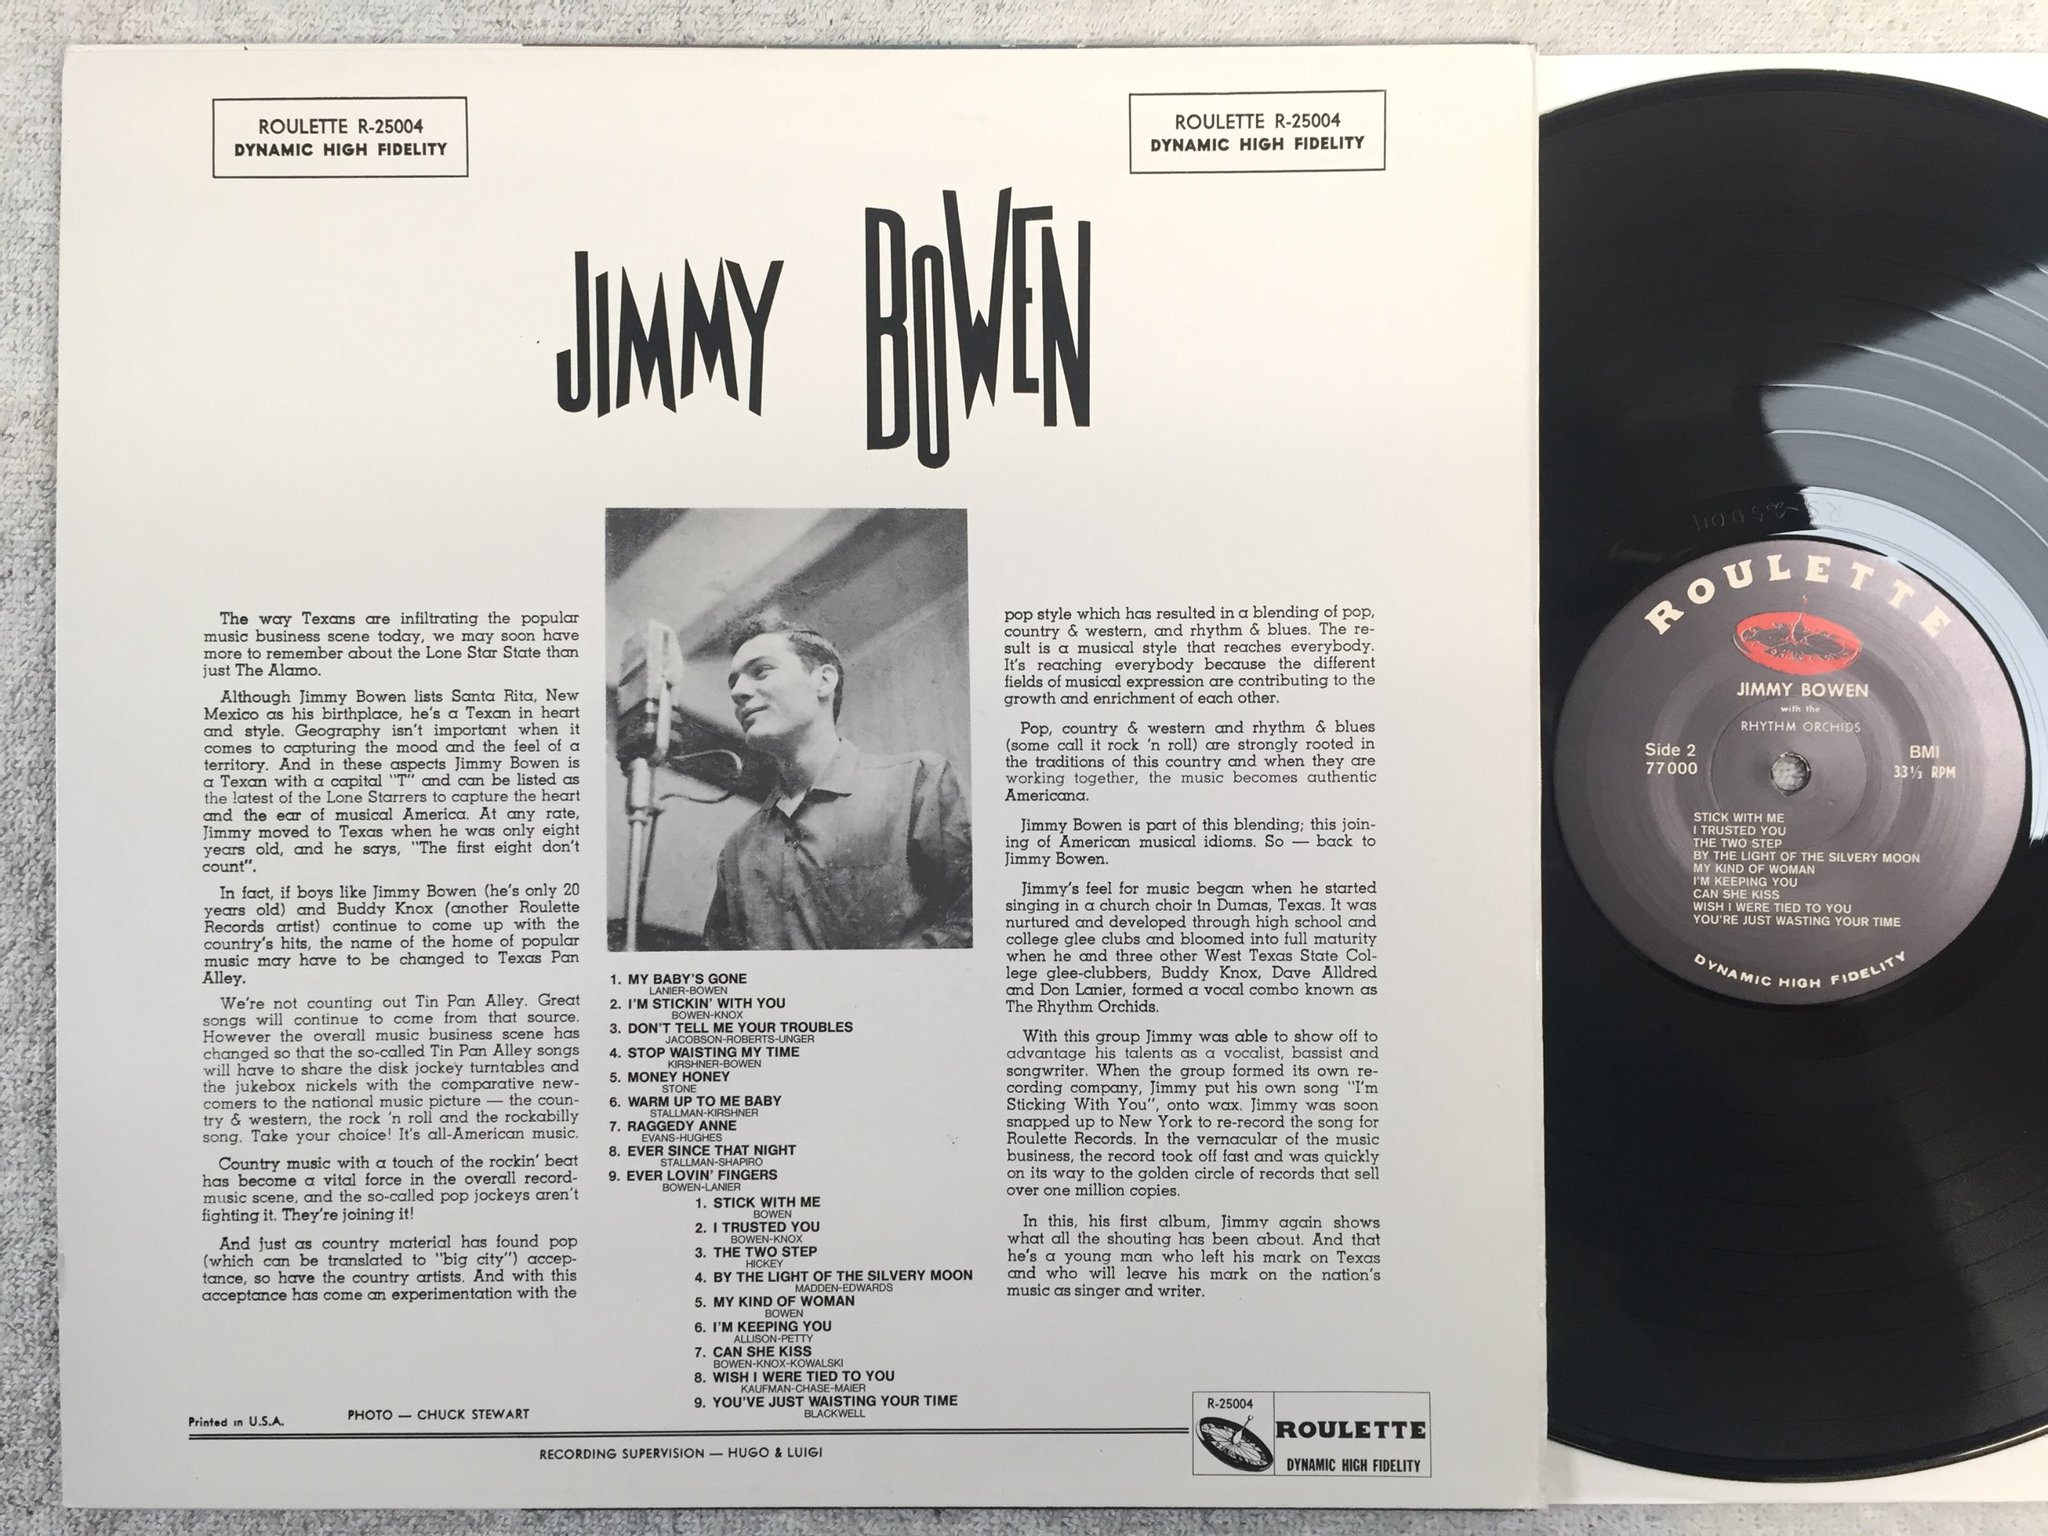 ROULETTE R-25004
DYNAMIC HIGH FIDELITY
ROULETTE R-25004
DYNAMIC HIGH FIDELITY
JIMMY BOWEN
The way Texans are infiltrating the popular
music business scene today, we may soon have
more to remember about the Lone Star State than
just The Alamo.
Although Jimmy Bowen lists Santa Rita, New
Mexico as his birthplace, he's a Texan in heart
and style. Geography isn't important when it
comes to capturing the mood and the feel of a
territory. And in these aspects Jimmy Bowen is
a Texan with a capital "T" and can be listed as
the latest of the Lone Starrers to capture the heart
and the ear of musical America. At any rate,
Jimmy moved to Texas when he was only eight
years old, and he says, "The first eight don't
count".
In fact, if boys like Jimmy Bowen (he's only 20
years old) and Buddy Knox (another Roulette
Records artist) continue to come up with the
country's hits, the name of the home of popular
music may have to be changed to Texas Pan
Alley.
We're not counting out Tin Pan Alley. Great
songs will continue to come from that source.
However the overall music business scene has
changed so that the so-called Tin Pan Alley songs
will have to share the disk jockey turntables and
the jukebox nickels with the comparative new-
comers to the national music picture — the coun-
try & western, the rock 'n roll and the rockabilly
song. Take your choice! It's all-American music.
Country music with a touch of the rockin' beat
has become a vital force in the overall record-
music scene, and the so-called pop jockeys aren't
fighting it. They're joining it!
And just as country material has found pop
(which can be translated to "big city") accep-
tance, so have the country artists. And with this
acceptance has come an experimentation with the
1. MY BABY'S GONE
LANIER-BOWEN
2. I'M STICKIN' WITH YOU
BOWEN-KNOX
3. DON'T TELL ME YOUR TROUBLES
JACOBSON-ROBERTS-UNGER
4. STOP WAISTING MY TIME
KIRSHNER-BOWEN
5. MONEY HONEY
STONE
6. WARM UP TO ME BABY
STALLMAN-KIRSHNER
7. RAGGEDY ANNE
EVANS-HUGHES
8. EVER SINCE THAT NIGHT
STALLMAN-SHAPIRO
9. EVER LOVIN' FINGERS
BOWEN-LANIER
1. STICK WITH ME
BOWEN
2. I TRUSTED YOU
BOWEN-KNOX
3. THE TWO STEP
HICKEY
4. BY THE LIGHT OF THE SILVERY MOON
MADDEN-EDWARDS
5. MY KIND OF WOMAN
BOWEN
6. I'M KEEPING YOU
ALLISON-PETTY
7. CAN SHE KISS
BOWEN-KNOX-KOWALSKI
8. WISH I WERE TIED TO YOU
KAUFMAN-CHASE-MAIER
9. YOU'VE JUST WAISTING YOUR TIME
BLACKWELL
pop style which has resulted in a blending of pop,
country & western, and rhythm & blues. The re-
sult is a musical style that reaches everybody.
It's reaching everybody because the different
fields of musical expression are contributing to the
growth and enrichment of each other.
Pop, country & western and rhythm & blues
(some call it rock 'n roll) are strongly rooted in
the traditions of this country and when they are
working together, the music becomes authentic
Americana.
Jimmy Bowen is part of this blending; this join-
ing of American musical idioms. So — back to
Jimmy Bowen.
Jimmy's feel for music began when he started
singing in a church choir in Dumas, Texas. It was
nurtured and developed through high school and
college glee clubs and bloomed into full maturity
when he and three other West Texas State Col-
lege glee-clubbers, Buddy Knox, Dave Alldred
and Don Lanier, formed a vocal combo known as
The Rhythm Orchids.
With this group Jimmy was able to show off to
advantage his talents as a vocalist, bassist and
songwriter. When the group formed its own re-
cording company, Jimmy put his own song "I'm
Sticking With You", onto wax. Jimmy was soon
snapped up to New York to re-record the song for
Roulette Records. In the vernacular of the music
business, the record took off fast and was quickly
on its way to the golden circle of records that sell
over one million copies.
In this, his first album, Jimmy again shows
what all the shouting has been about. And that
he's a young man who left his mark on Texas
and who will leave his mark on the nation's
music as singer and writer.
Printed in U.S.A.
PHOTO — CHUCK STEWART
RECORDING SUPERVISION — HUGO & LUIGI
R-25004
ROULETTE
DYNAMIC HIGH FIDELITY
ROULETTE
JIMMY BOWEN
with the
RHYTHM ORCHIDS
Side 2
77000
BMI
33⅓ RPM
STICK WITH ME
I TRUSTED YOU
THE TWO STEP
BY THE LIGHT OF THE SILVERY MOON
MY KIND OF WOMAN
I'M KEEPING YOU
CAN SHE KISS
WISH I WERE TIED TO YOU
YOU'RE JUST WASTING YOUR TIME
DYNAMIC HIGH FIDELITY